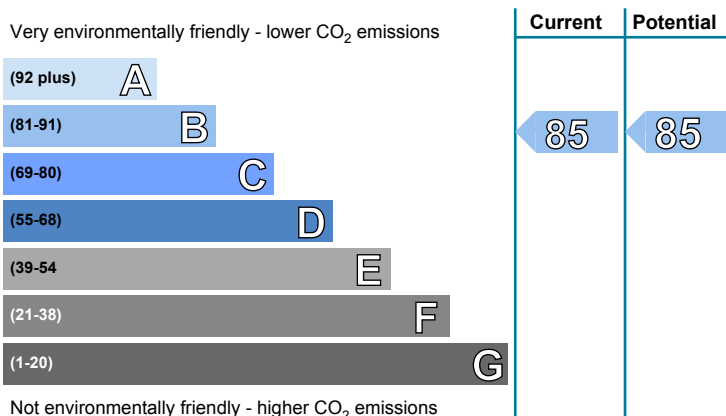 Very environmentally friendly - lower CO2 emissions
Current Potential
(92 plus) A
(81-91) B
85 85
(69-80) C
(55-68) D
(39-54 E
(21-38) F
(1-20) G
Not environmentally friendly - higher CO2 emissions